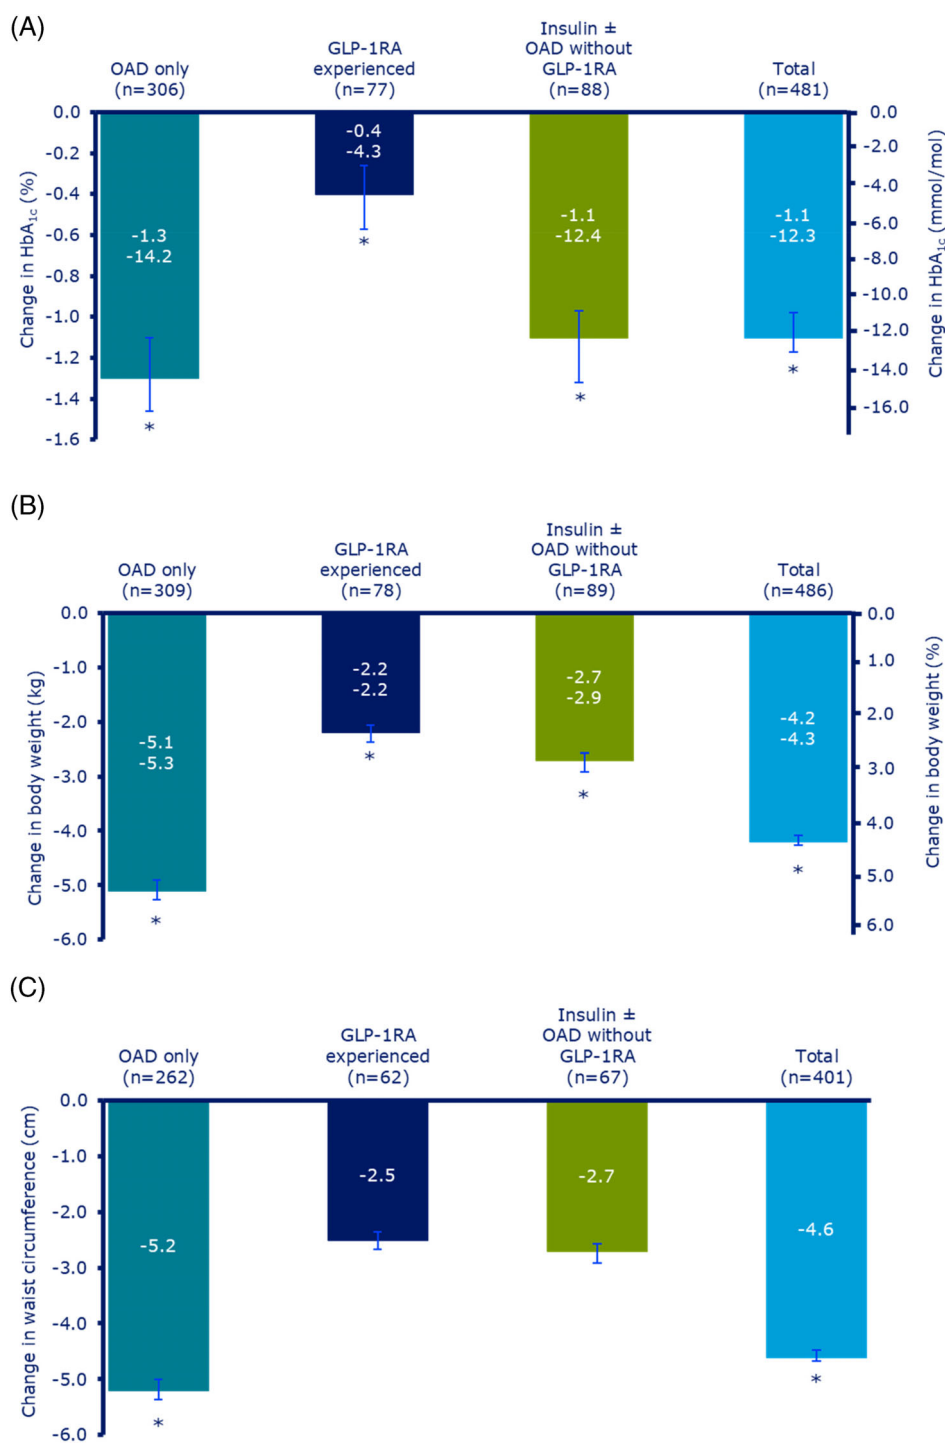 (A)
OAD only
(n=306)
GLP-1RA
experienced
(n=77)
Insulin ±
OAD without
GLP-1RA
(n=88)
Total
(n=481)
Change in HbA1c (%)
0.0
-0.2
-0.4
-0.6
-0.8
-1.0
-1.2
-1.4
-1.6
-1.3
-14.2
*
-0.4
-4.3
*
-1.1
-12.4
*
-1.1
-12.3
*
0.0
-2.0
-4.0
-6.0
-8.0
-10.0
-12.0
-14.0
-16.0
Change in HbA1c (mmol/mol)
(B)
OAD only
(n=309)
GLP-1RA
experienced
(n=78)
Insulin ±
OAD without
GLP-1RA
(n=89)
Total
(n=486)
Change in body weight (kg)
0.0
-1.0
-2.0
-3.0
-4.0
-5.0
-6.0
-5.1
-5.3
*
-2.2
-2.2
*
-2.7
-2.9
*
-4.2
-4.3
*
0.0
1.0
2.0
3.0
4.0
5.0
6.0
Change in body weight (%)
(C)
OAD only
(n=262)
GLP-1RA
experienced
(n=62)
Insulin ±
OAD without
GLP-1RA
(n=67)
Total
(n=401)
Change in waist circumference (cm)
0.0
-1.0
-2.0
-3.0
-4.0
-5.0
-6.0
-5.2
*
-2.5
-2.7
-4.6
*